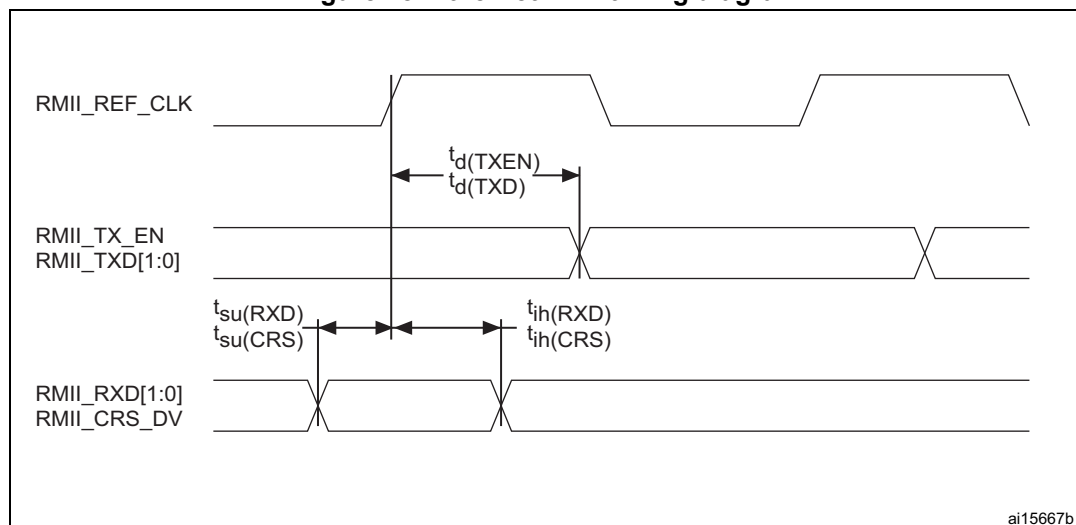 RMII_REF_CLK
td(TXEN)
td(TXD)
RMII_TX_EN
RMII_TXD[1:0]
tsu(RXD)
tsu(CRS)
tih(RXD)
tih(CRS)
RMII_RXD[1:0]
RMII_CRS_DV
ai15667b